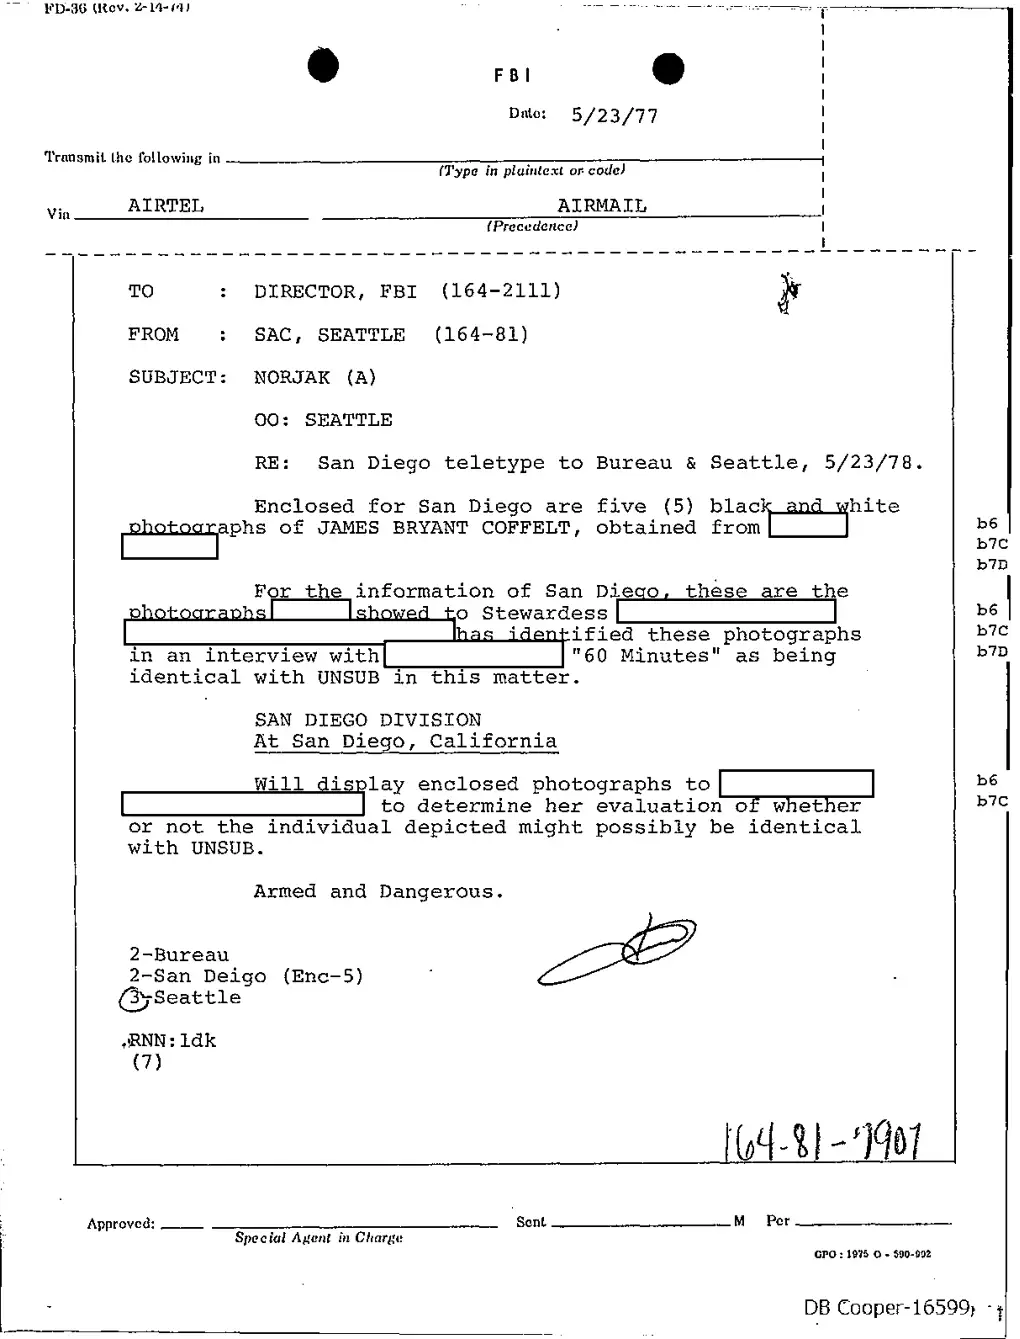 FD-36 (Rev. 2-14-74)
FBI
Date: 5/23/77
Transmit the following in
(Type in plaintext or code)
Via AIRTEL AIRMAIL
(Precedence)
TO : DIRECTOR, FBI (164-2111)
FROM : SAC, SEATTLE (164-81)
SUBJECT: NORJAK (A)
OO: SEATTLE
RE: San Diego teletype to Bureau & Seattle, 5/23/78.
Enclosed for San Diego are five (5) black and white
photographs of JAMES BRYANT COFFELT, obtained from
b6
b7C
b7D
For the information of San Diego, these are the
photographs showed to Stewardess
has identified these photographs
in an interview with "60 Minutes" as being
identical with UNSUB in this matter.
b6
b7C
b7D
SAN DIEGO DIVISION
At San Diego, California
Will display enclosed photographs to
to determine her evaluation of whether
or not the individual depicted might possibly be identical
with UNSUB.
b6
b7C
Armed and Dangerous.
2-Bureau
2-San Deigo (Enc-5)
3-Seattle
RNN:ldk
(7)
164-81-7907
Approved: Sent M Per
Special Agent in Charge
GPO : 1975 O - 590-992
DB Cooper-16599